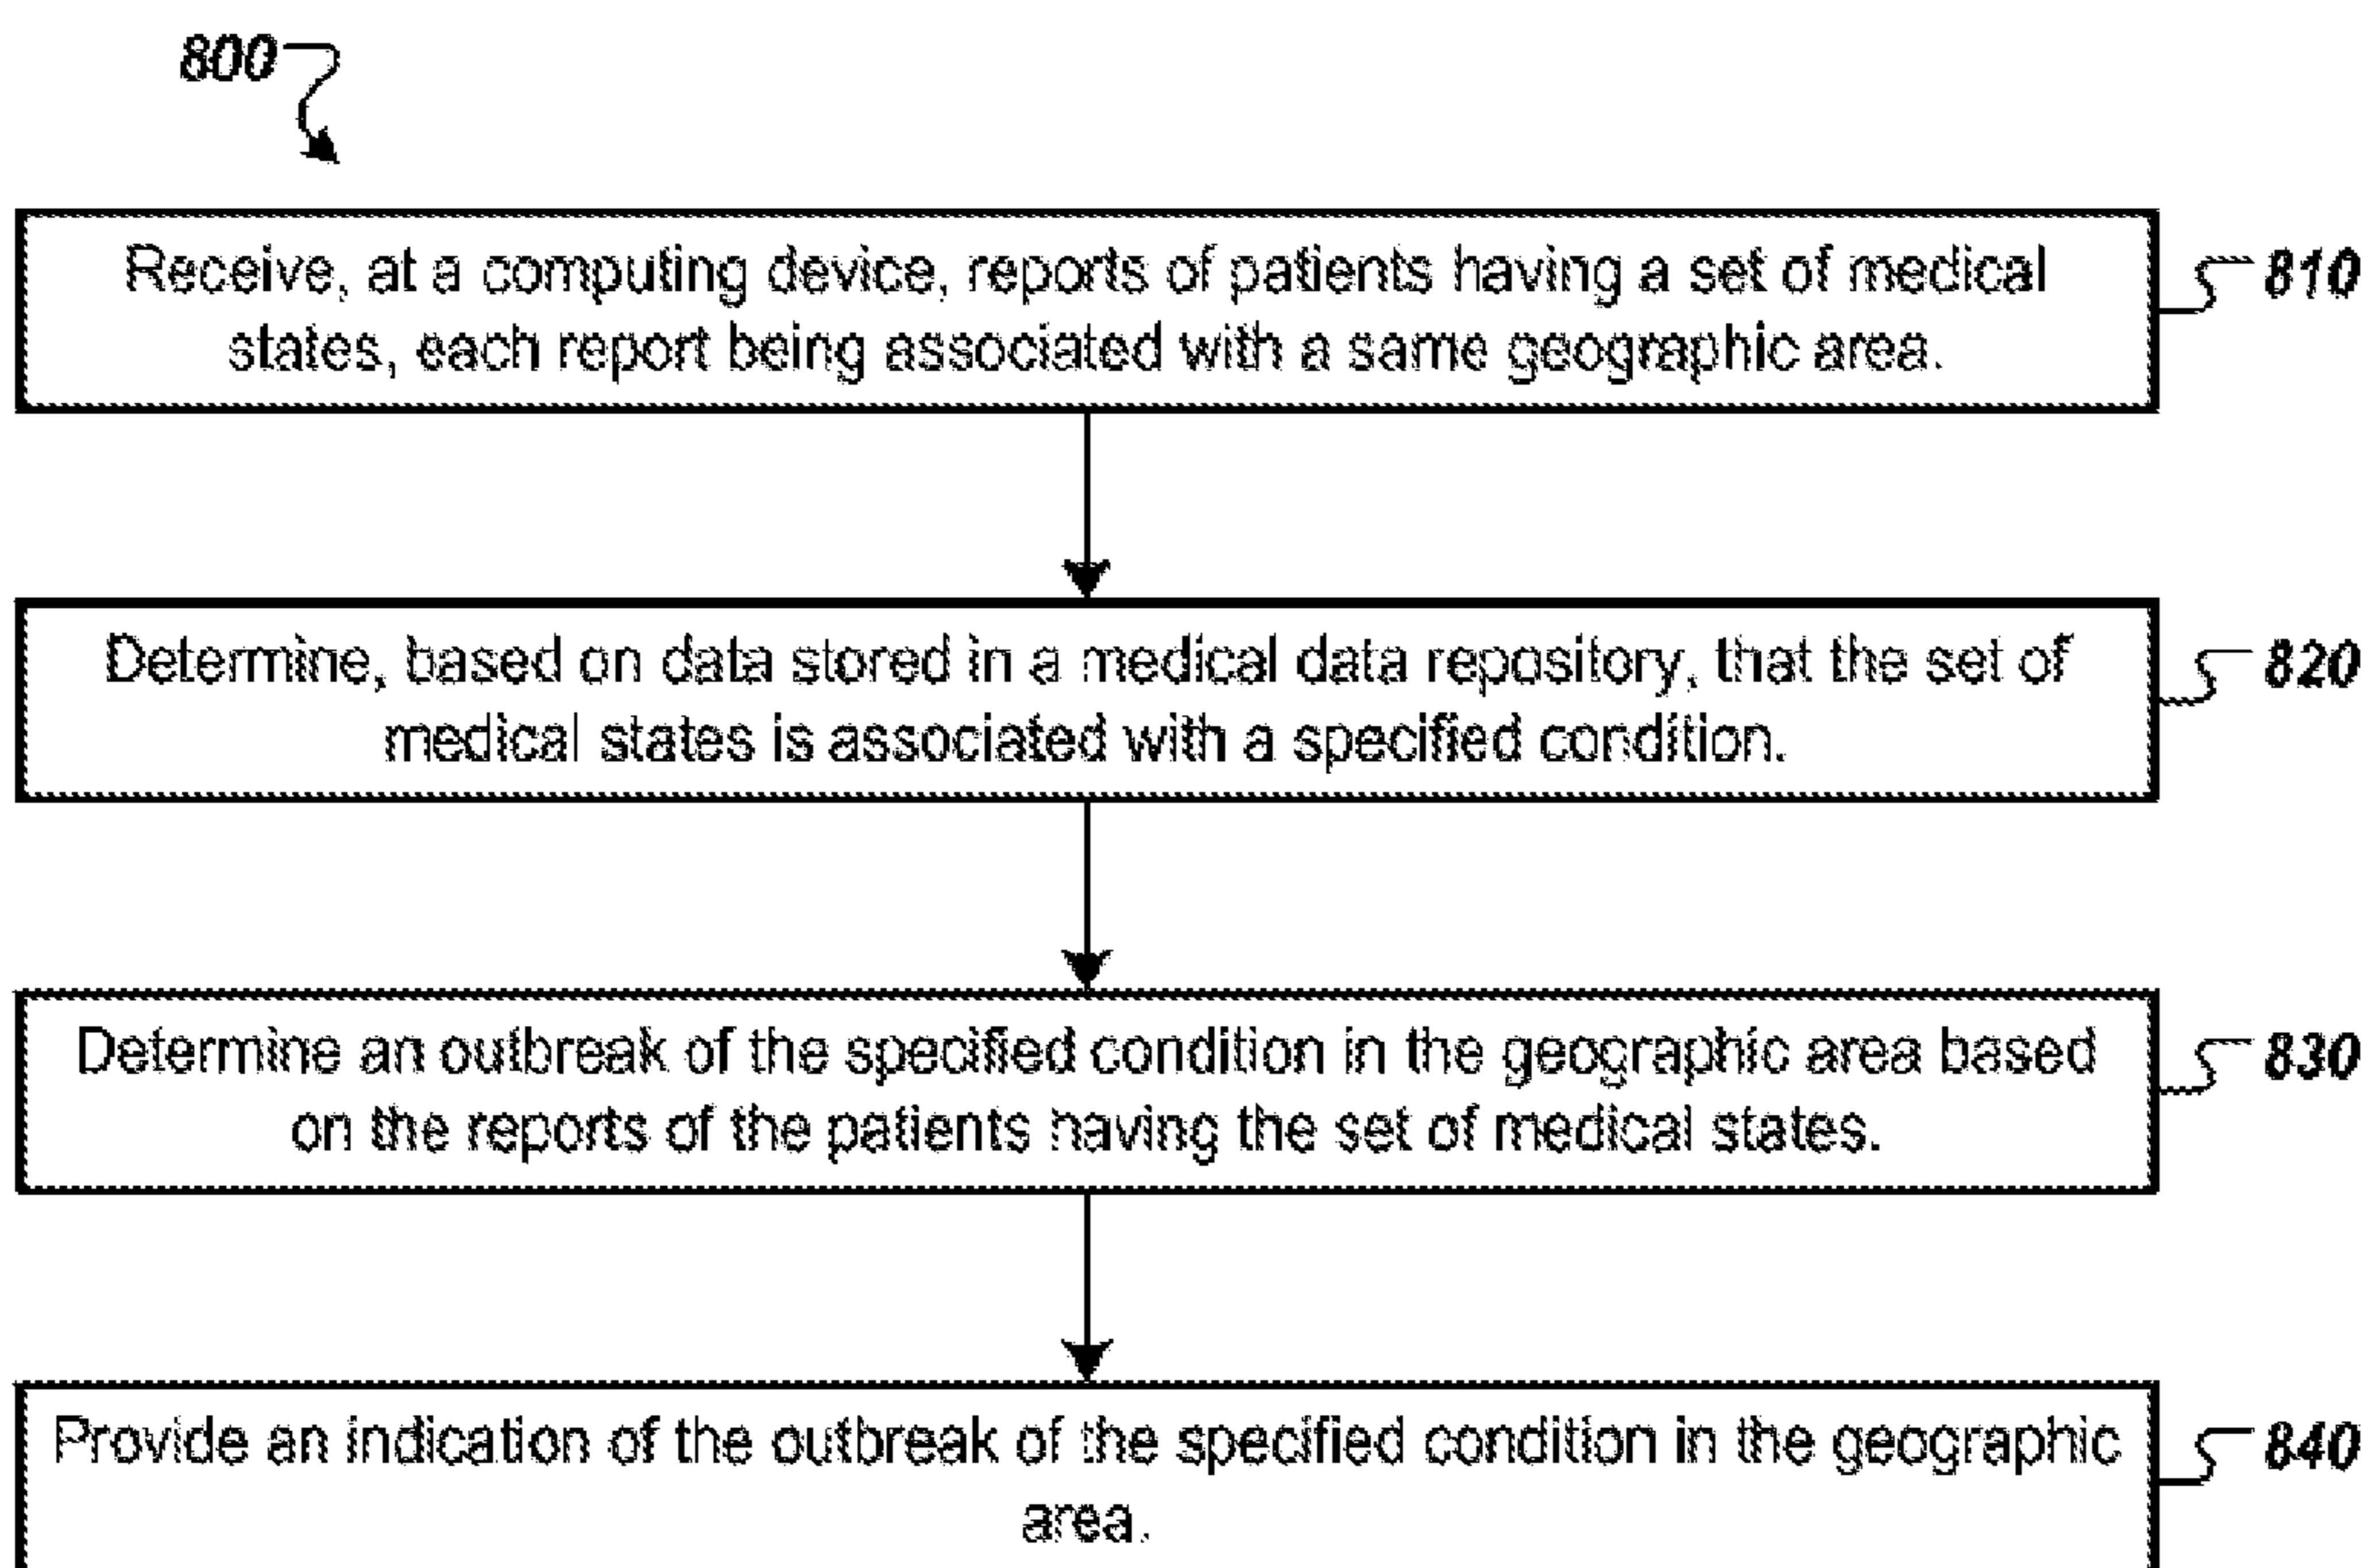 800
Receive, at a computing device, reports of patients having a set of medical
states, each report being associated with a same geographic area.
810
Determine, based on data stored in a medical data repository, that the set of
medical states is associated with a specified condition.
820
Determine an outbreak of the specified condition in the geographic area based
on the reports of the patients having the set of medical states.
830
Provide an indication of the outbreak of the specified condition in the geographic
area.
840